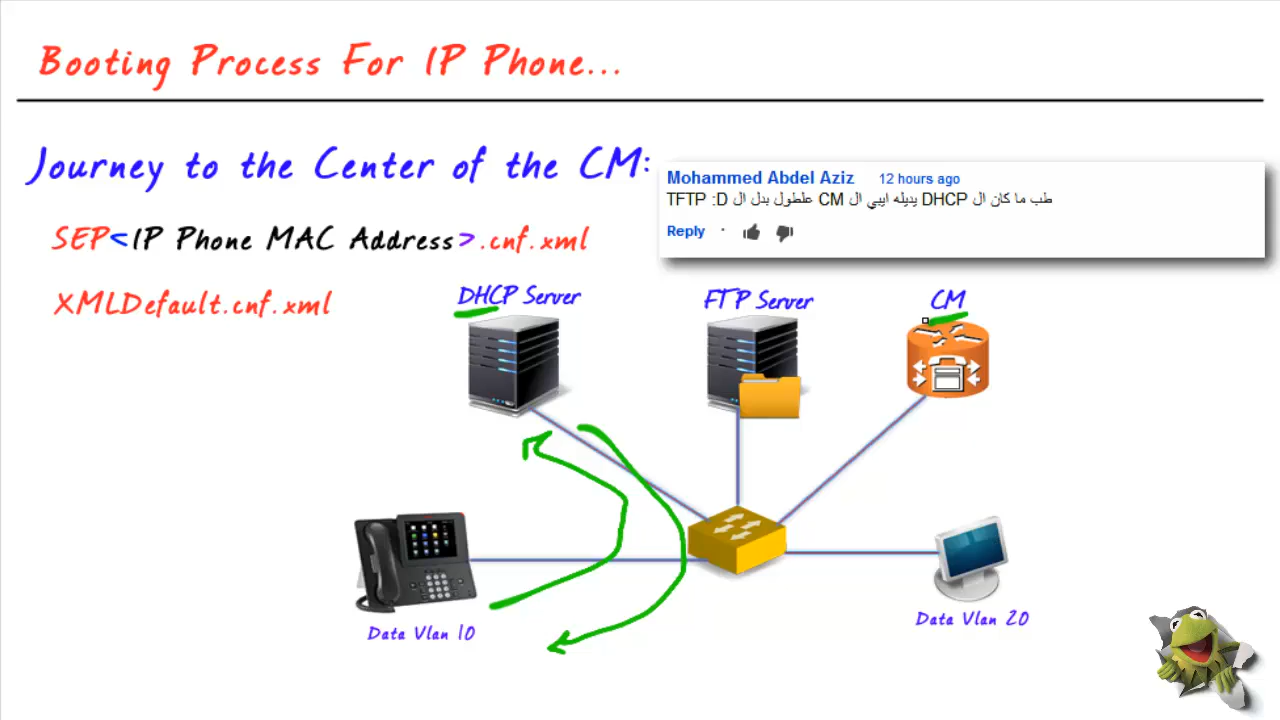 Booting Process For IP Phone...
Journey to the Center of the CM:
Mohammed Abdel Aziz 12 hours ago
طب ما كان ال DHCP يديله ايبي ال CM علطول بدل ال TFTP :D
Reply ·
SEP<IP Phone MAC Address>.cnf.xml
XMLDefault.cnf.xml
DHCP Server
FTP Server
CM
Data Vlan 10
Data Vlan 20